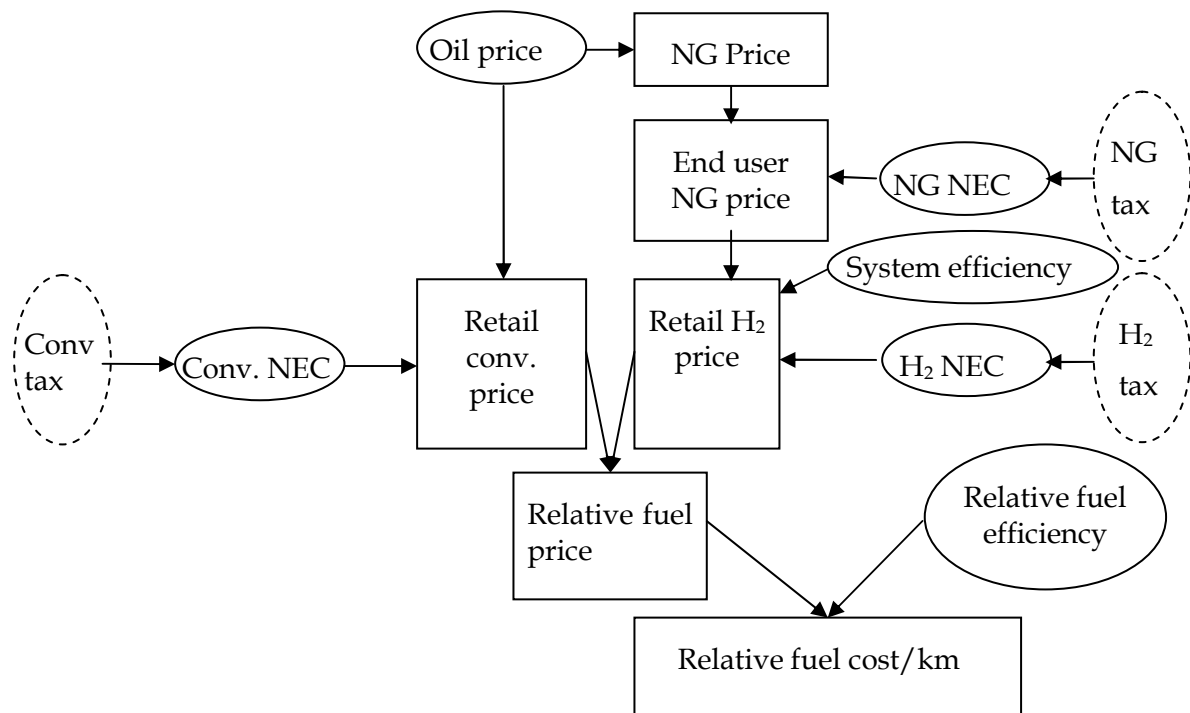 Oil price
NG Price
End user
NG price
NG NEC
NG
tax
System efficiency
Conv
tax
Conv. NEC
Retail
conv.
price
Retail H₂
price
H₂ NEC
H₂
tax
Relative fuel
price
Relative fuel
efficiency
Relative fuel cost/km